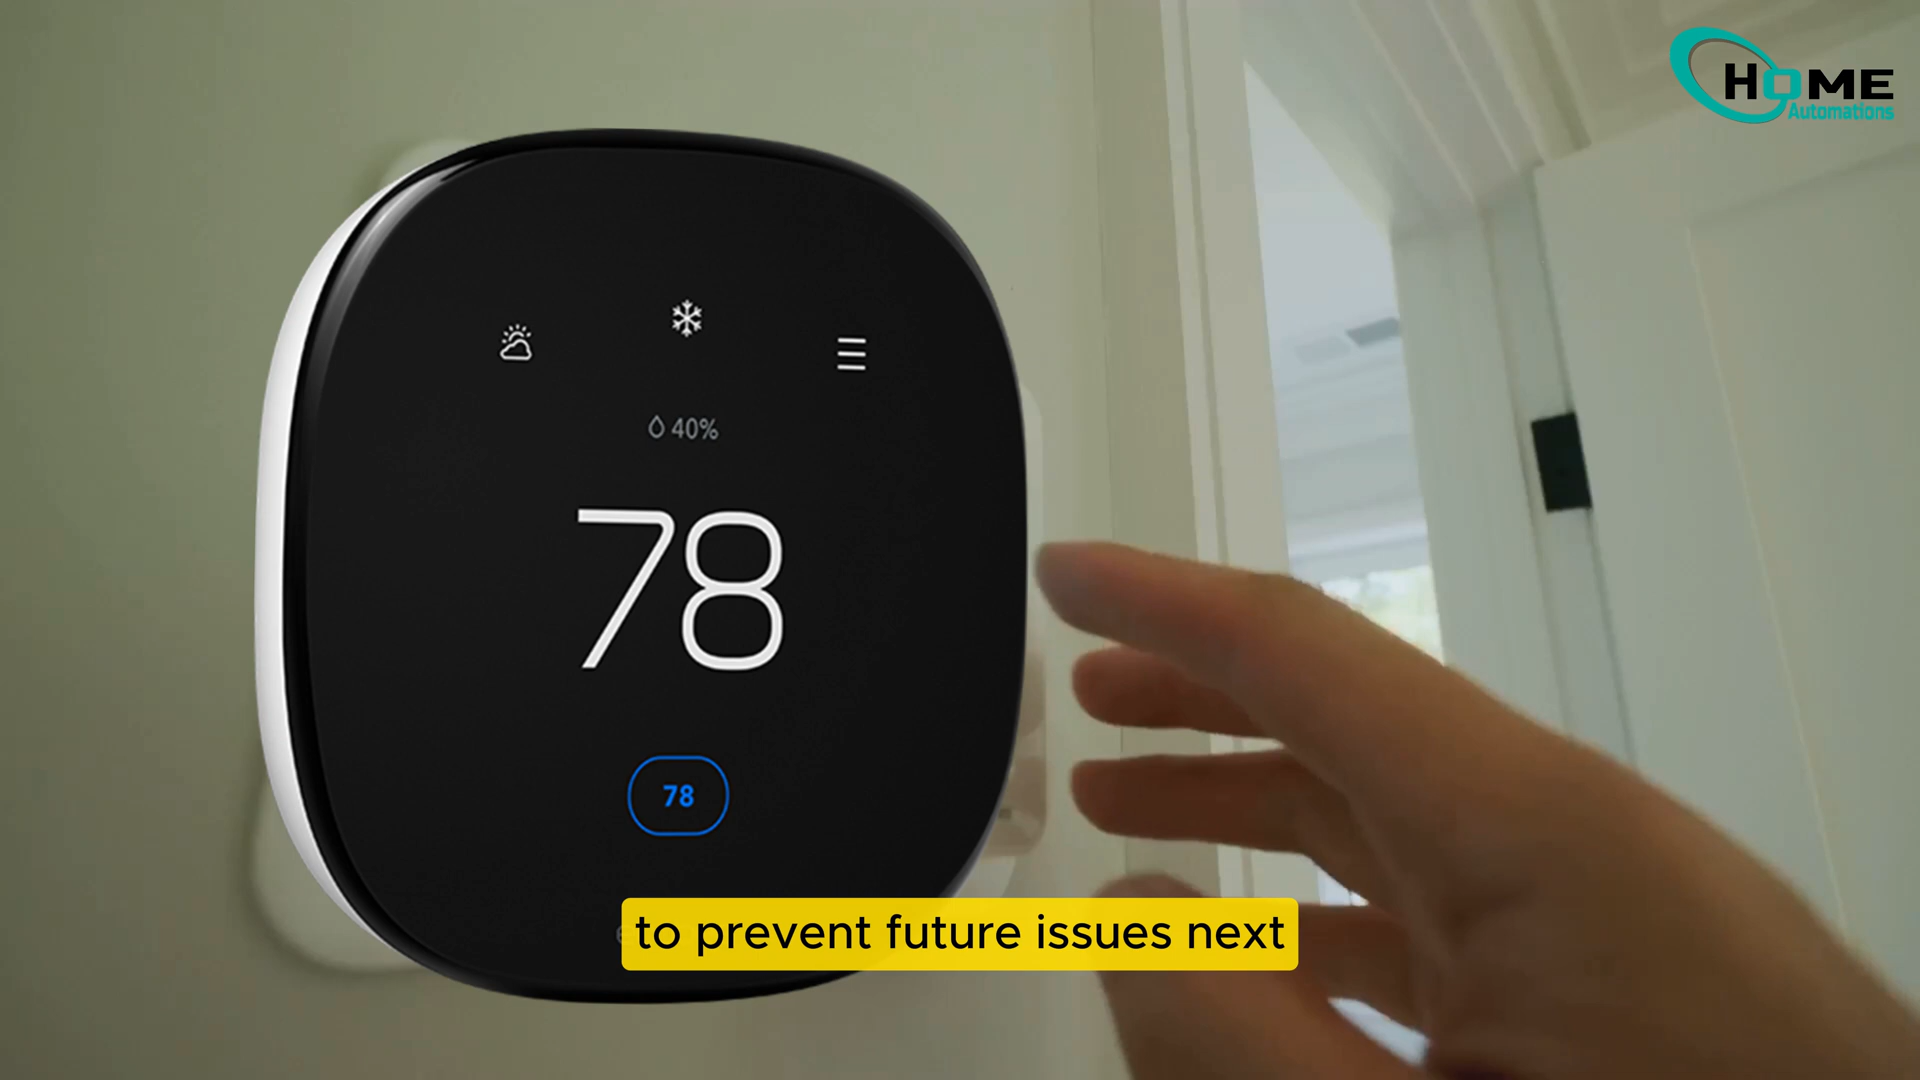 HOME
Automations
40%
78
78
to prevent future issues next